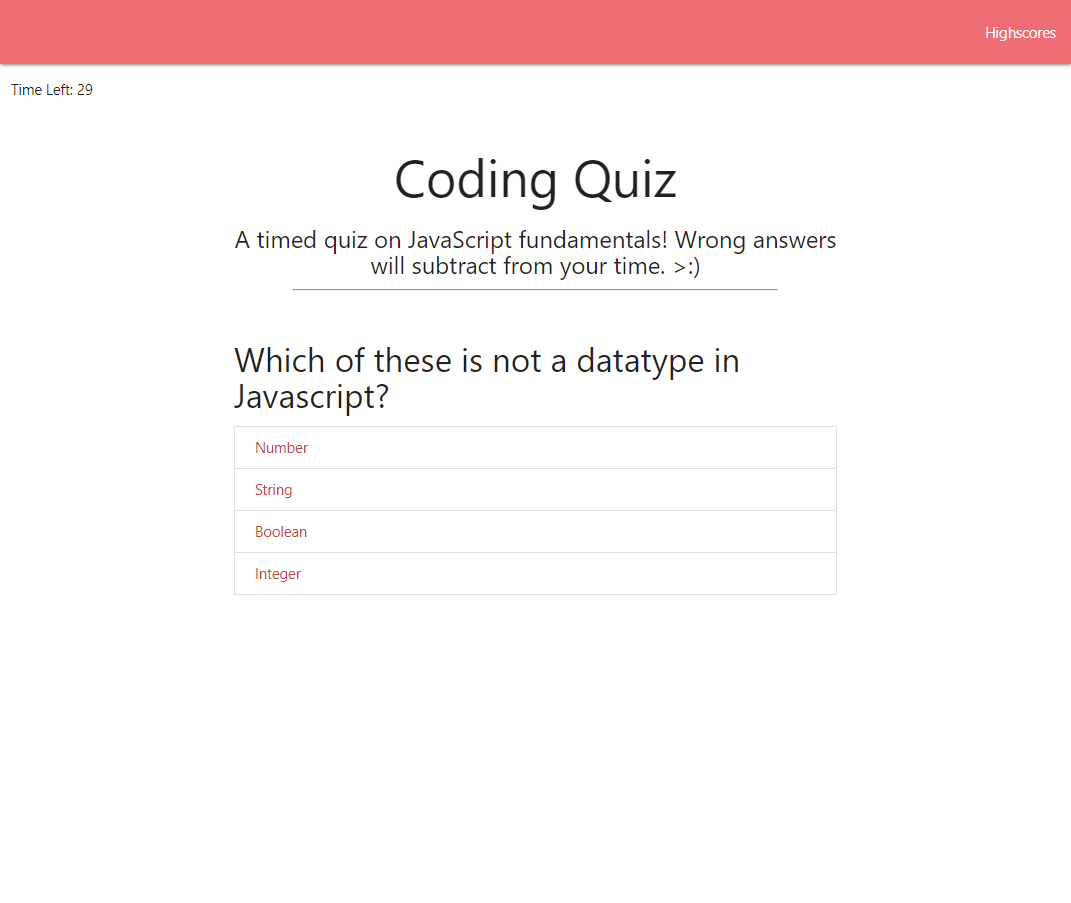 Highscores
Time Left: 29
Coding Quiz
A timed quiz on JavaScript fundamentals! Wrong answers
will subtract from your time. >:)
Which of these is not a datatype in
Javascript?
Number
String
Boolean
Integer